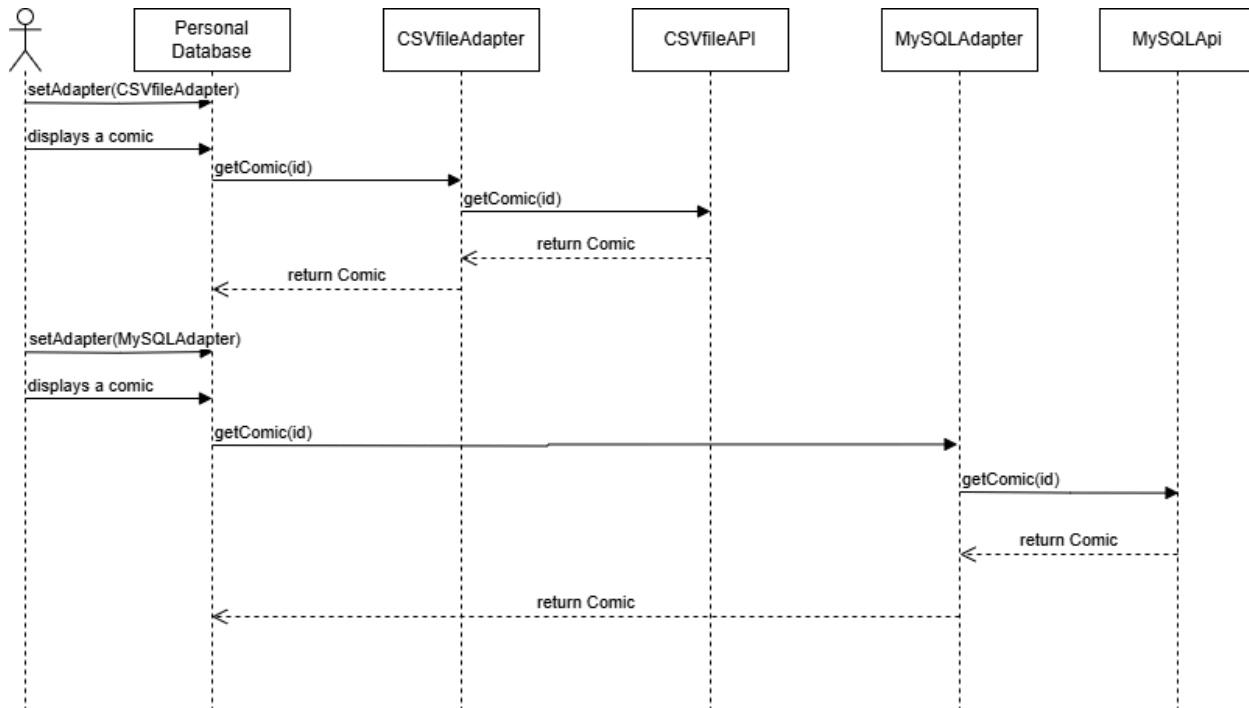 Personal
Database
CSVfileAdapter
CSVfileAPI
MySQLAdapter
MySQLApi
setAdapter(CSVfileAdapter)
displays a comic
getComic(id)
getComic(id)
return Comic
return Comic
setAdapter(MySQLAdapter)
displays a comic
getComic(id)
getComic(id)
return Comic
return Comic